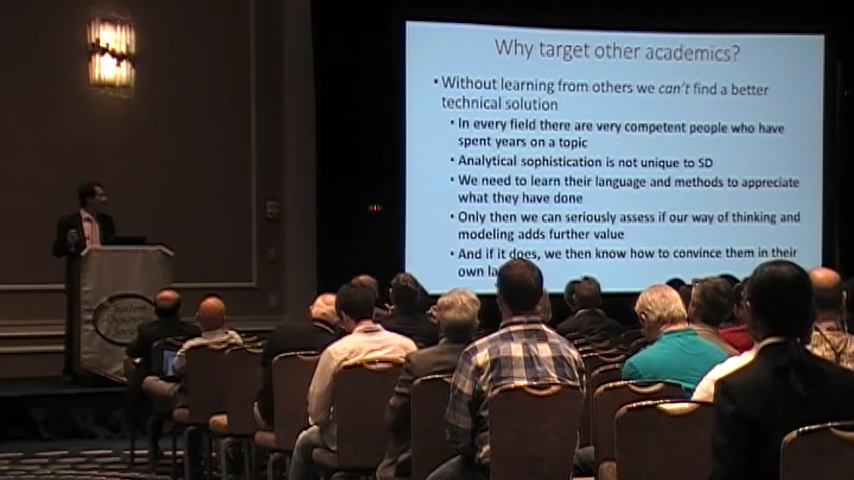 Why target other academics?
• Without learning from others we can't find a better
technical solution
• In every field there are very competent people who have
spent years on a topic
• Analytical sophistication is not unique to SD
• We need to learn their language and methods to appreciate
what they have done
• Only then we can seriously assess if our way of thinking and
modeling adds further value
• And if it does, we then know how to convince them in their
own
System
Dynamics
Society